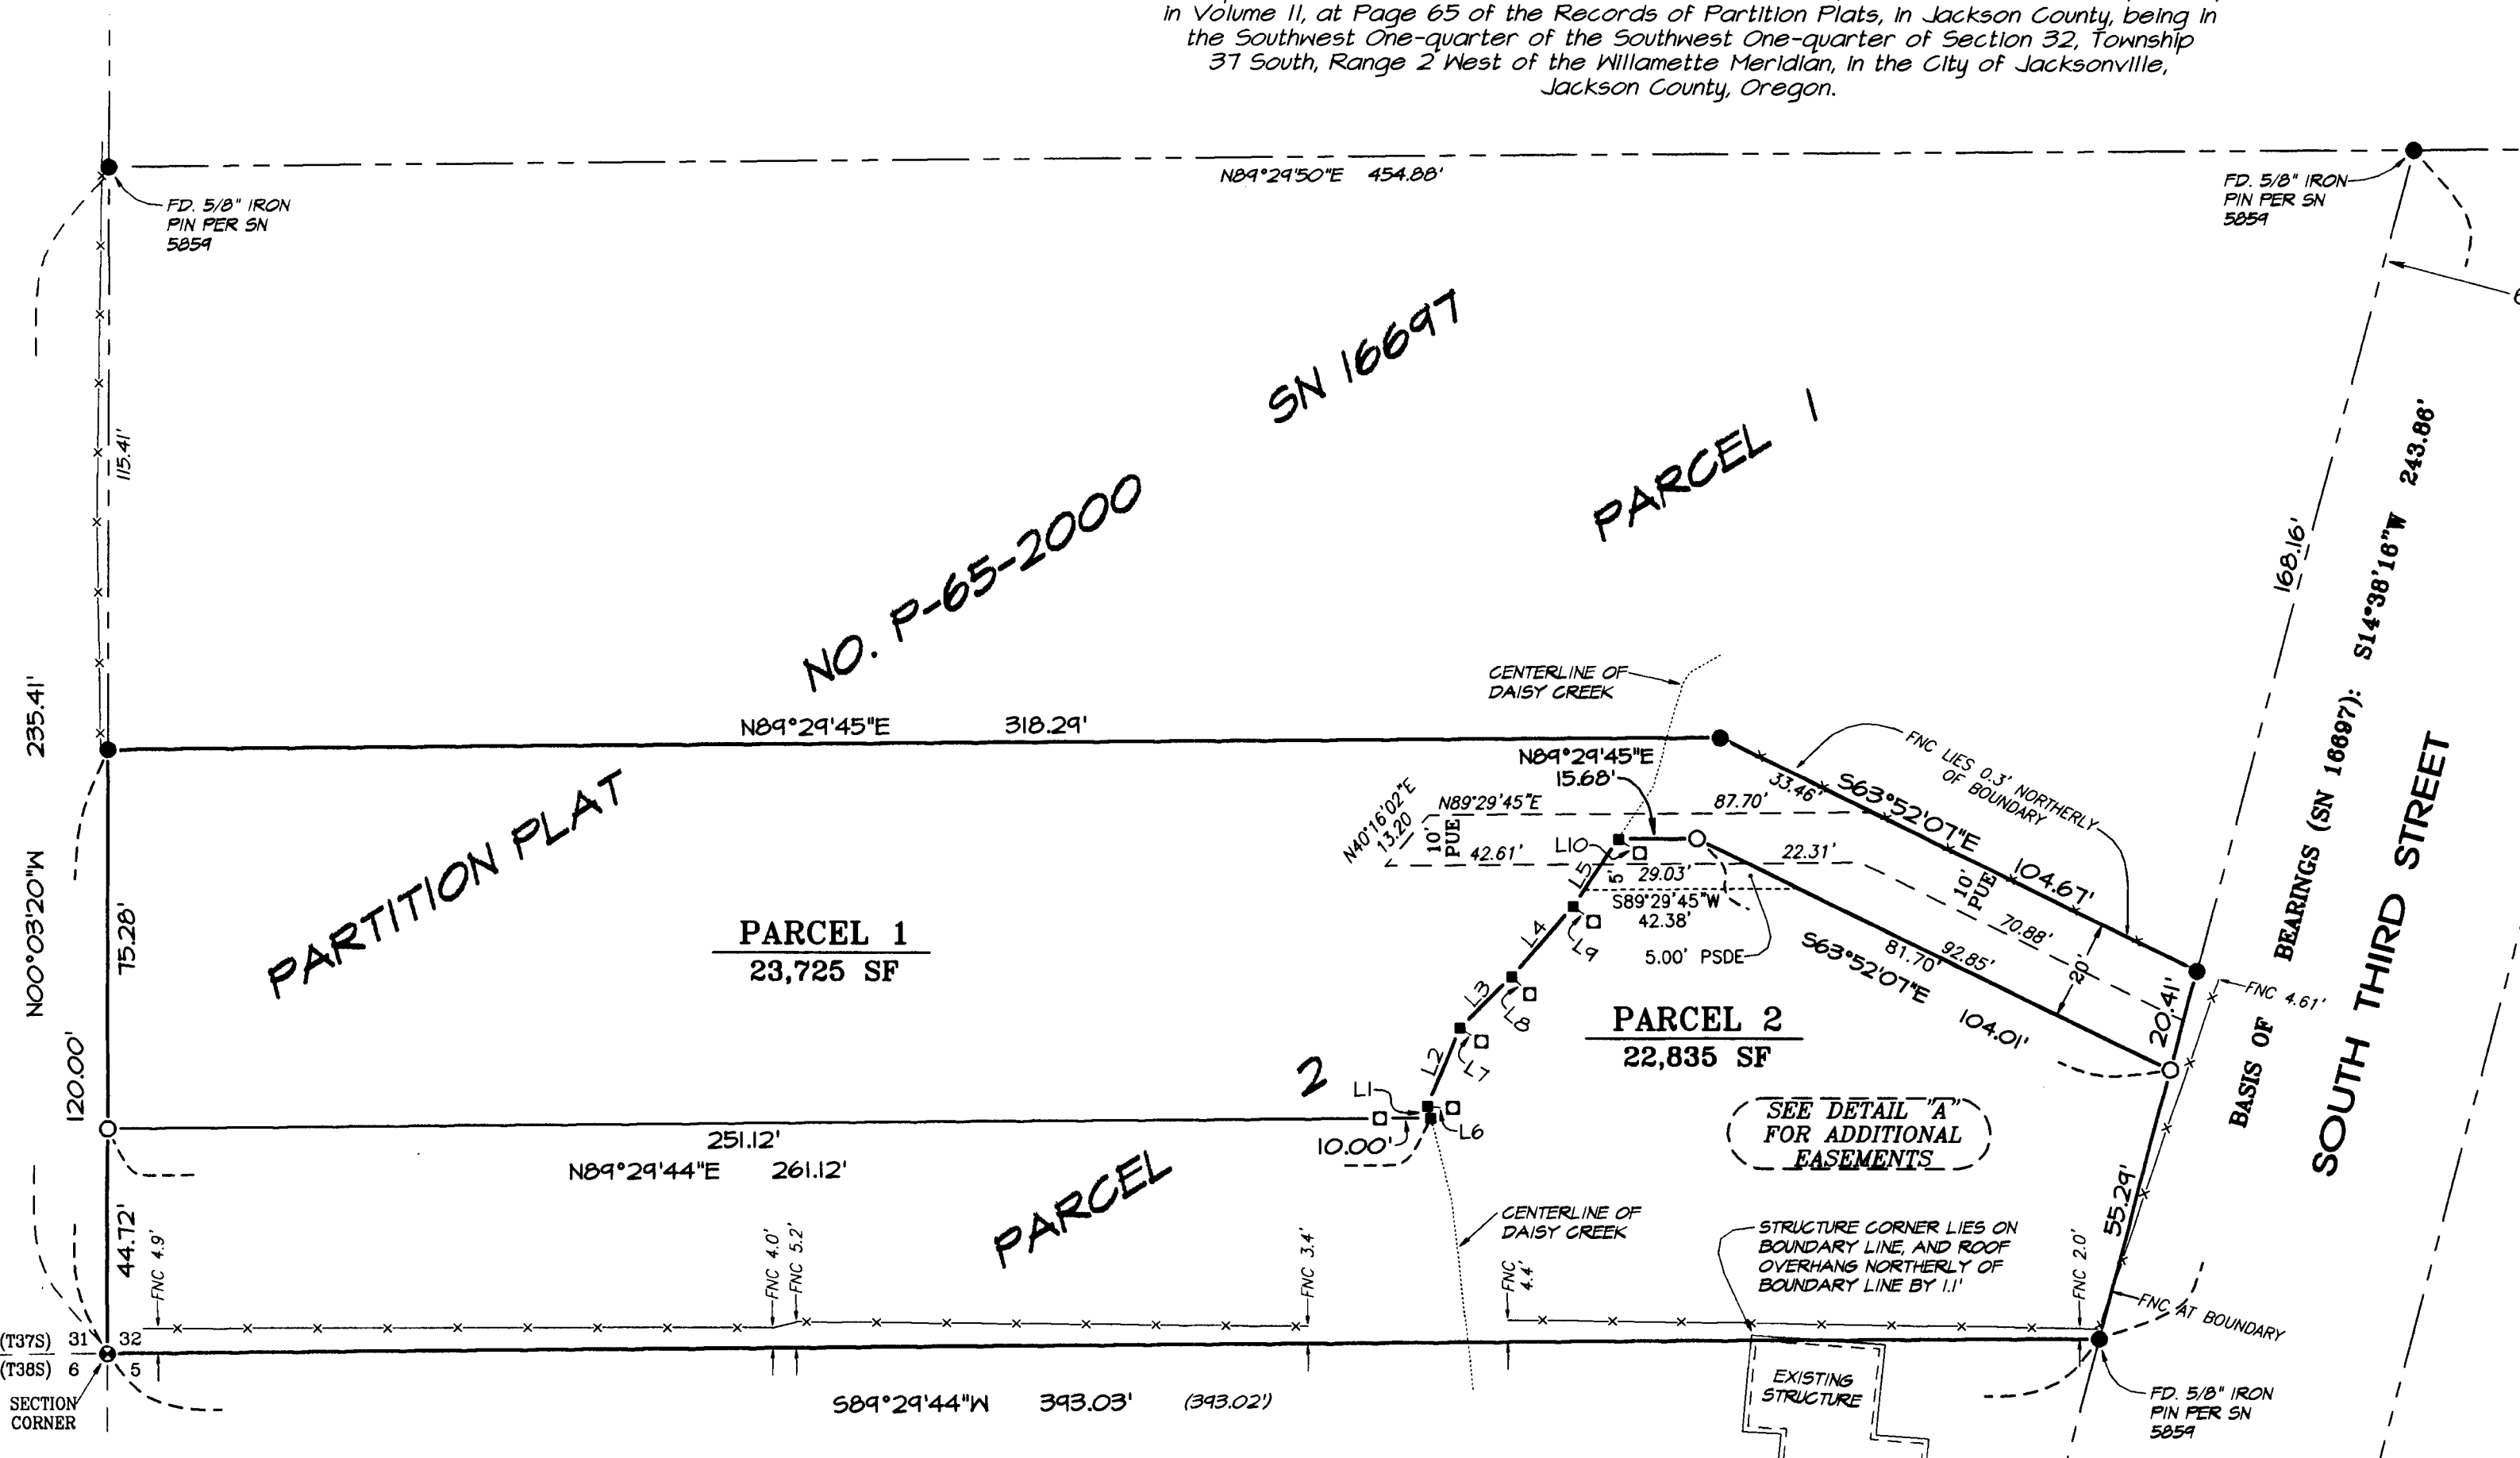 in Volume 11, at Page 65 of the Records of Partition Plats, in Jackson County, being in
the Southwest One-quarter of the Southwest One-quarter of Section 32, Township
37 South, Range 2 West of the Willamette Meridian, in the City of Jacksonville,
Jackson County, Oregon.
N89°29'50"E 454.88'
FD. 5/8" IRON
PIN PER SN
5859
FD. 5/8" IRON
PIN PER SN
5859
6
SN 16697
PARCEL 1
NO. P-65-2000
PARTITION PLAT
115.41'
235.41'
N00°03'20"W
75.28'
120.00'
44.72'
168.16'
BASIS OF BEARINGS (SN 16697): S14°38'16"W 243.86'
SOUTH THIRD STREET
CENTERLINE OF
DAISY CREEK
N89°29'45"E 318.29'
N89°29'45"E
15.68'
FNC LIES 0.3' NORTHERLY
OF BOUNDARY
33.46'
S63°52'07"E
104.67'
N40°16'02"E
13.20
N89°29'45"E
87.70'
10'
PUE
42.61'
L10
22.31'
5'
29.03'
S89°29'45"W
42.38'
5.00' PSDE
10'
PUE
70.88'
20'
81.70'
92.85'
S63°52'07"E
104.01'
20.41'
FNC 4.61'
L5
L4
L9
L3
L8
L2
L7
L1
L6
PARCEL 1
23,725 SF
PARCEL 2
22,835 SF
SEE DETAIL "A"
FOR ADDITIONAL
EASEMENTS
251.12'
10.00'
N89°29'44"E 261.12'
PARCEL 2
CENTERLINE OF
DAISY CREEK
STRUCTURE CORNER LIES ON
BOUNDARY LINE, AND ROOF
OVERHANG NORTHERLY OF
BOUNDARY LINE BY 1.1'
55.29'
FNC 4.9'
FNC 4.0'
FNC 5.2'
FNC 3.4'
FNC
4.4'
FNC 2.0'
FNC AT BOUNDARY
(T37S) 31 32
(T38S) 6 5
SECTION
CORNER
S89°29'44"W 393.03' (393.02')
EXISTING
STRUCTURE
FD. 5/8" IRON
PIN PER SN
5859